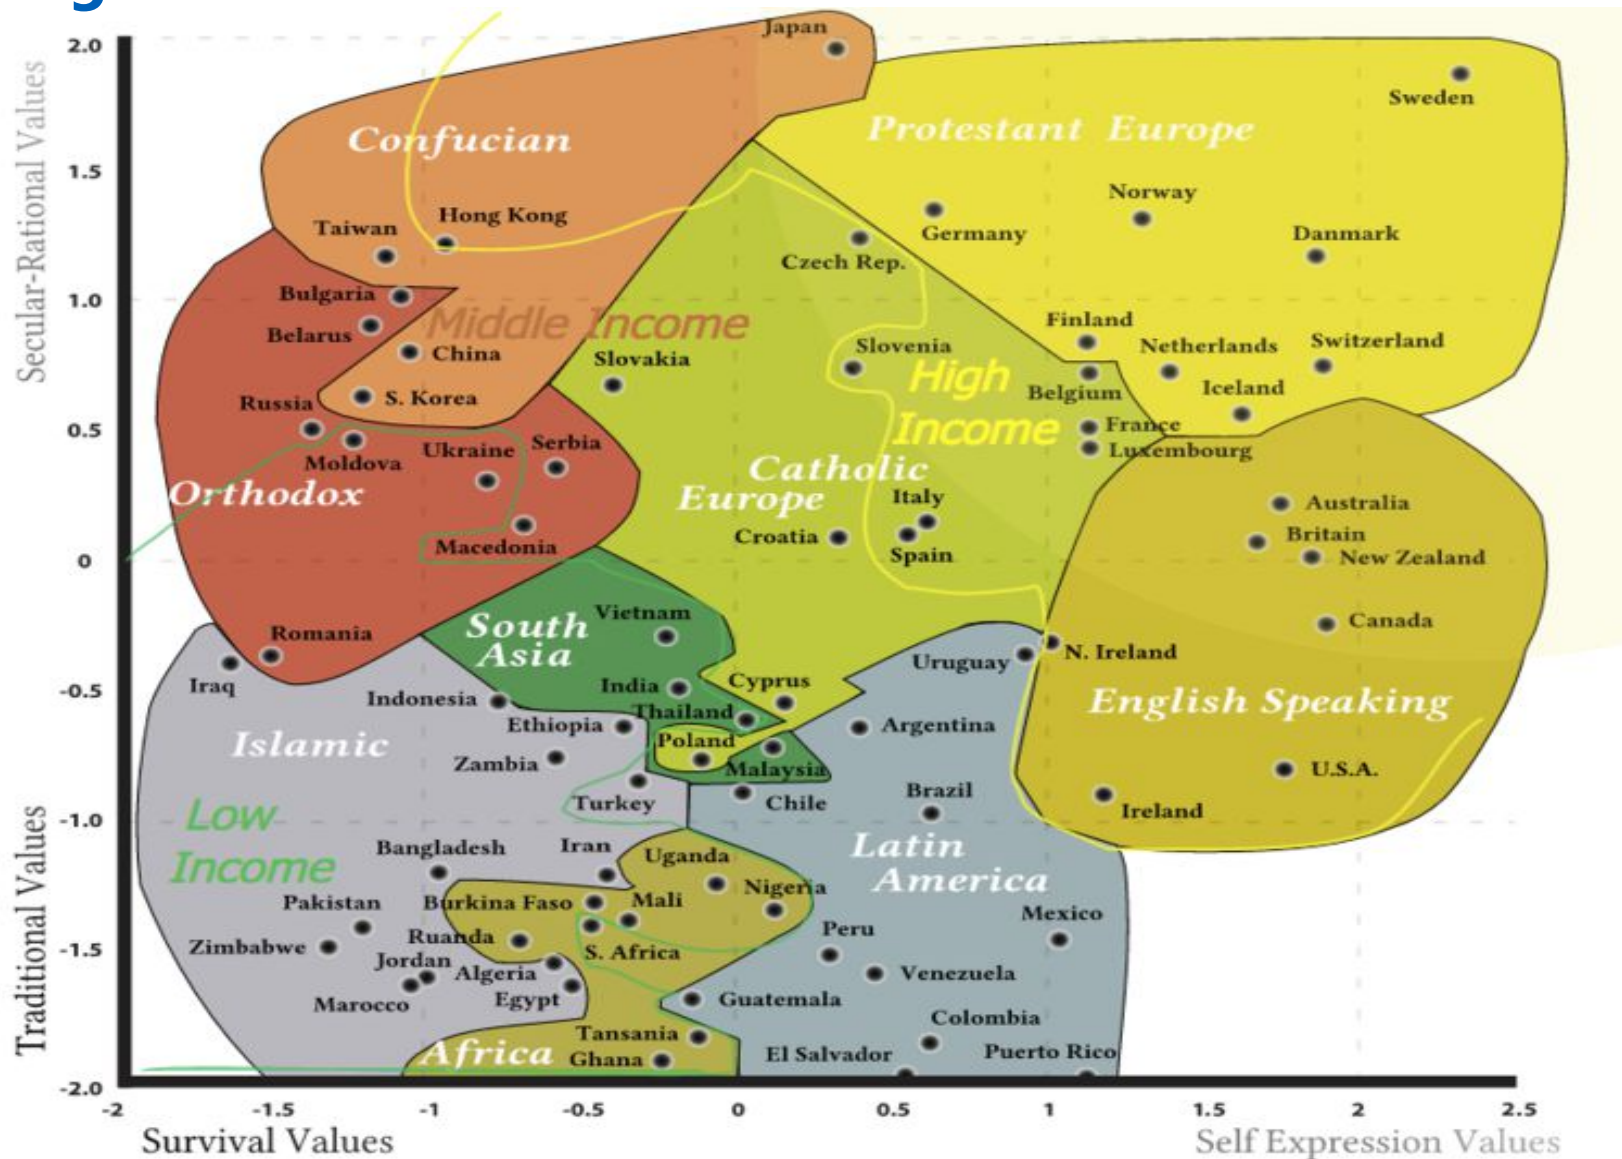 g
Secular-Rational Values
Traditional Values
2.0
1.5
1.0
0.5
0
-0.5
-1.0
-1.5
-2.0
Japan
Sweden
Confucian
Protestant Europe
Norway
Taiwan
Hong Kong
Germany
Danmark
Czech Rep.
Bulgaria
Belarus
Middle Income
Finland
China
Slovakia
Slovenia
Netherlands
Switzerland
High
Income
Belgium
Iceland
Russia
S. Korea
France
Moldova
Ukraine
Serbia
Luxembourg
Orthodox
Catholic
Europe
Italy
Australia
Macedonia
Croatia
Spain
Britain
New Zealand
Romania
South
Asia
Vietnam
Canada
Iraq
Uruguay
N. Ireland
Indonesia
India
Cyprus
English Speaking
Islamic
Ethiopia
Thailand
Argentina
Zambia
Poland
Malaysia
U.S.A.
Turkey
Chile
Brazil
Ireland
Low
Income
Bangladesh
Iran
Uganda
Latin
America
Pakistan
Burkina Faso
Mali
Nigeria
Mexico
Zimbabwe
Ruanda
S. Africa
Peru
Jordan
Algeria
Venezuela
Marocco
Egypt
Guatemala
Colombia
Africa
Tansania
Ghana
El Salvador
Puerto Rico
-2
-1.5
-1
-0.5
0
0.5
1
1.5
2
2.5
Survival Values
Self Expression Values